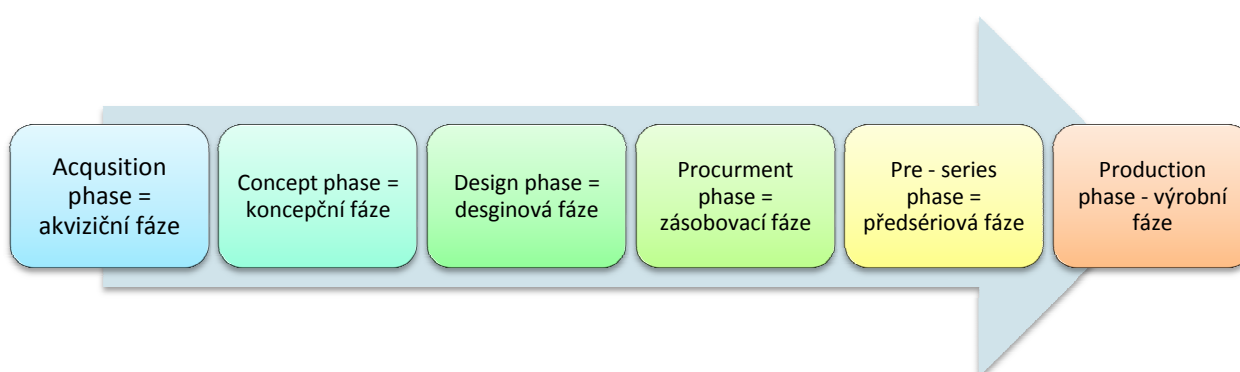 Acqusition
phase =
akviziční fáze
Concept phase =
koncepční fáze
Design phase =
desginová fáze
Procurment
phase =
zásobovací fáze
Pre - series
phase =
předsériová fáze
Production
phase - výrobní
fáze